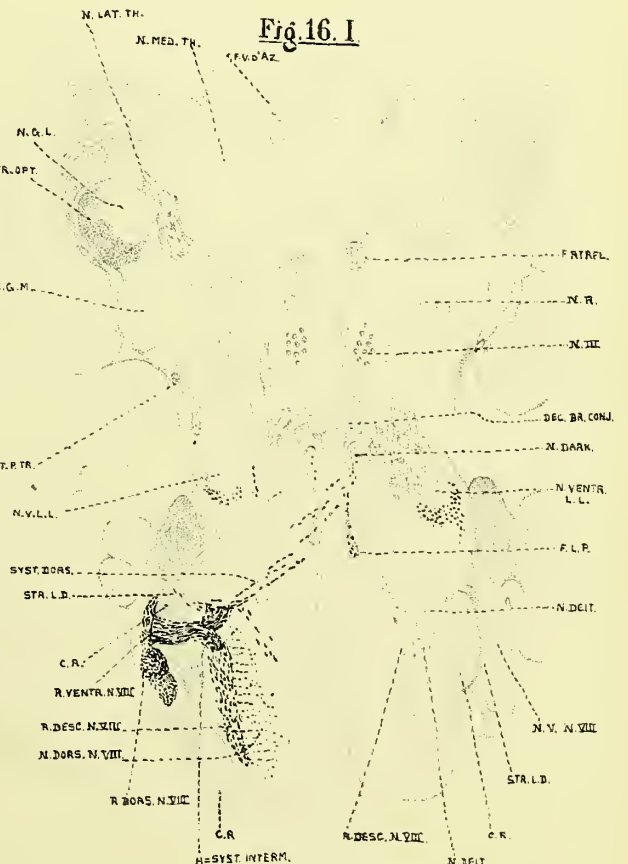 Fig. 16. I
N. LAT. TH.
N. MED. TH.
F.V. D'AZ.
N. G. L.
TR. OPT.
F. RTRFL.
.G.M.
N. R.
N. III
DEC. BR. CONJ.
N. DARK.
T. P. TR.
N. VENTR.
L. L.
N. V. L. L.
F. L. P.
SYST. DORS.
STR. L. D.
N. DEIT.
C. R.
R. VENTR. N. VIII
R. DESC. N. VIII
N. DORS. N. VIII
N. V. N. VIII
STR. L. D.
R. DORS. N. VIII
C. R
R. DESC. N. VIII
C. R.
H=SYST. INTERM.
N. DEIT.